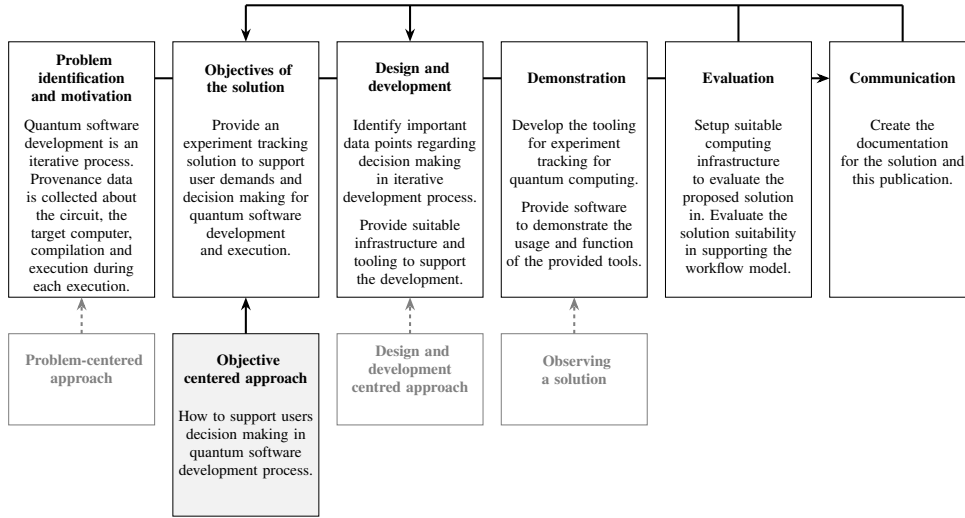 Problem
identification
and motivation
Quantum software
development is an
iterative process.
Provenance data
is collected about
the circuit, the
target computer,
compilation and
execution during
each execution.
Objectives of
the solution
Provide an
experiment tracking
solution to support
user demands and
decision making for
quantum software
development
and execution.
Design and
development
Identify important
data points regarding
decision making
in iterative
development process.
Provide suitable
infrastructure and
tooling to support
the development.
Demonstration
Develop the tooling
for experiment
tracking for
quantum computing.
Provide software
to demonstrate the
usage and function
of the provided tools.
Evaluation
Setup suitable
computing
infrastructure
to evaluate the
proposed solution
in. Evaluate the
solution suitability
in supporting the
workflow model.
Communication
Create the
documentation
for the solution and
this publication.
Problem-centered
approach
Objective
centered approach
How to support users
decision making in
quantum software
development process.
Design and
development
centred approach
Observing
a solution